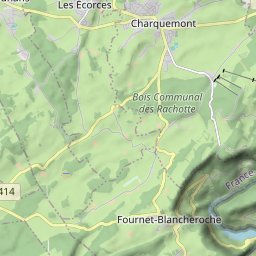 Les Écorces
Charquemont
Bois Communal
des Rachotte
414
France
Fournet-Blancheroche